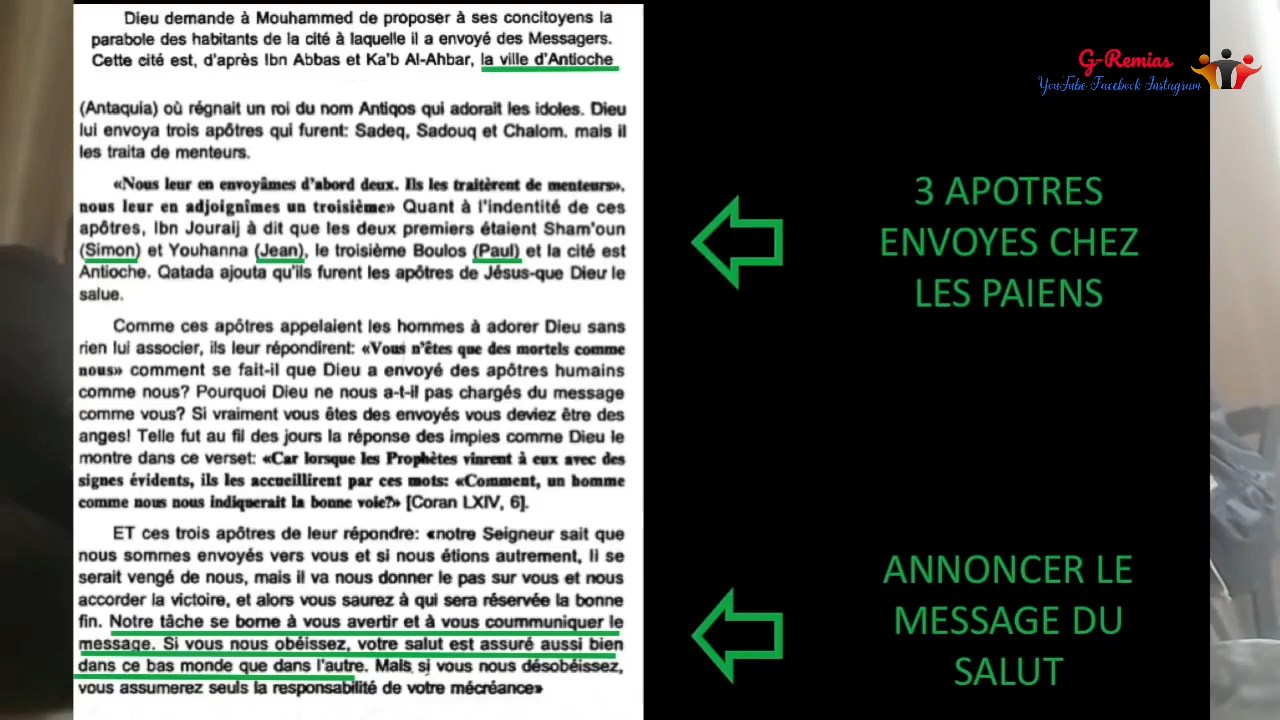 Dieu demande à Mouhammed de proposer à ses concitoyens la
parabole des habitants de la cité à laquelle il a envoyé des Messagers.
Cette cité est, d'après Ibn Abbas et Ka'b Al-Ahbar, la ville d'Antioche
(Antaquia) où régnait un roi du nom Antiqos qui adorait les idoles. Dieu
lui envoya trois apôtres qui furent: Sadeq, Sadouq et Chalom. mais il
les traita de menteurs.
«Nous leur en envoyâmes d'abord deux. Ils les traitèrent de menteurs»,
nous leur en adjoignîmes un troisième» Quant à l'indentité de ces
apôtres, Ibn Jouraij à dit que les deux premiers étaient Sham'oun
(Simon) et Youhanna (Jean), le troisième Boulos (Paul) et la cité est
Antioche. Qatada ajouta qu'ils furent les apôtres de Jésus-que Dieu le
salue.
Comme ces apôtres appelaient les hommes à adorer Dieu sans
rien lui associer, ils leur répondirent: «Vous n'êtes que des mortels comme
nous» comment se fait-il que Dieu a envoyé des apôtres humains
comme nous? Pourquoi Dieu ne nous a-t-il pas chargés du message
comme vous? Si vraiment vous êtes des envoyés vous deviez être des
anges! Telle fut au fil des jours la réponse des impies comme Dieu le
montre dans ce verset: «Car lorsque les Prophètes vinrent à eux avec des
signes évidents, ils les accueillirent par ces mots: «Comment, un homme
comme nous nous indiquerait la bonne voie?» [Coran LXIV, 6].
ET ces trois apôtres de leur répondre: «notre Seigneur sait que
nous sommes envoyés vers vous et si nous étions autrement, Il se
serait vengé de nous, mais il va nous donner le pas sur vous et nous
accorder la victoire, et alors vous saurez à qui sera réservée la bonne
fin. Notre tâche se borne à vous avertir et à vous coummuniquer le
message. Si vous nous obéissez, votre salut est assuré aussi bien
dans ce bas monde que dans l'autre. Mais si vous nous désobéissez,
vous assumerez seuls la responsabilité de votre mécréance»
G-Remias
YouTube Facebook Instagram
3 APOTRES
ENVOYES CHEZ
LES PAIENS
ANNONCER LE
MESSAGE DU
SALUT